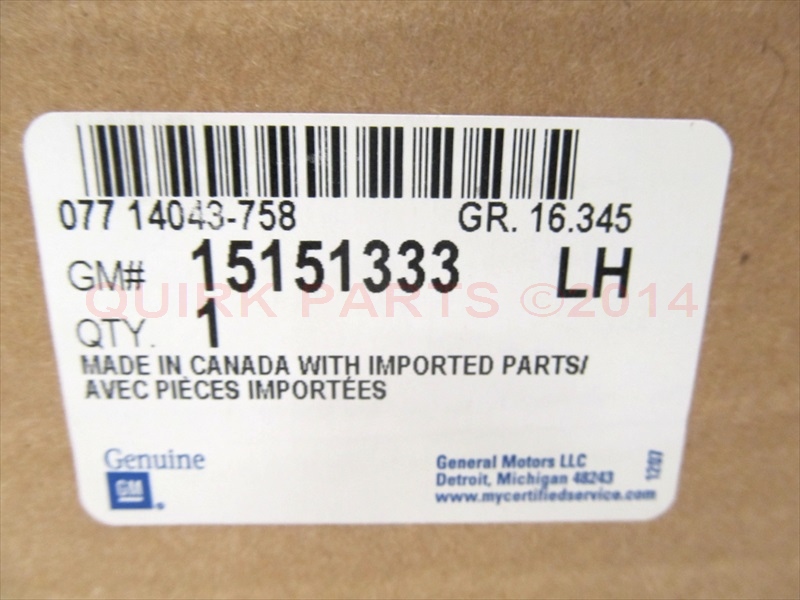 077 14043-758 GR. 16.345
GM# 15151333 LH
QUIRK PARTS ©2014
QTY. 1
MADE IN CANADA WITH IMPORTED PARTS/
AVEC PIÈCES IMPORTÉES
Genuine
GM
General Motors LLC
Detroit, Michigan 48243
www.mycertifiedservice.com
1207